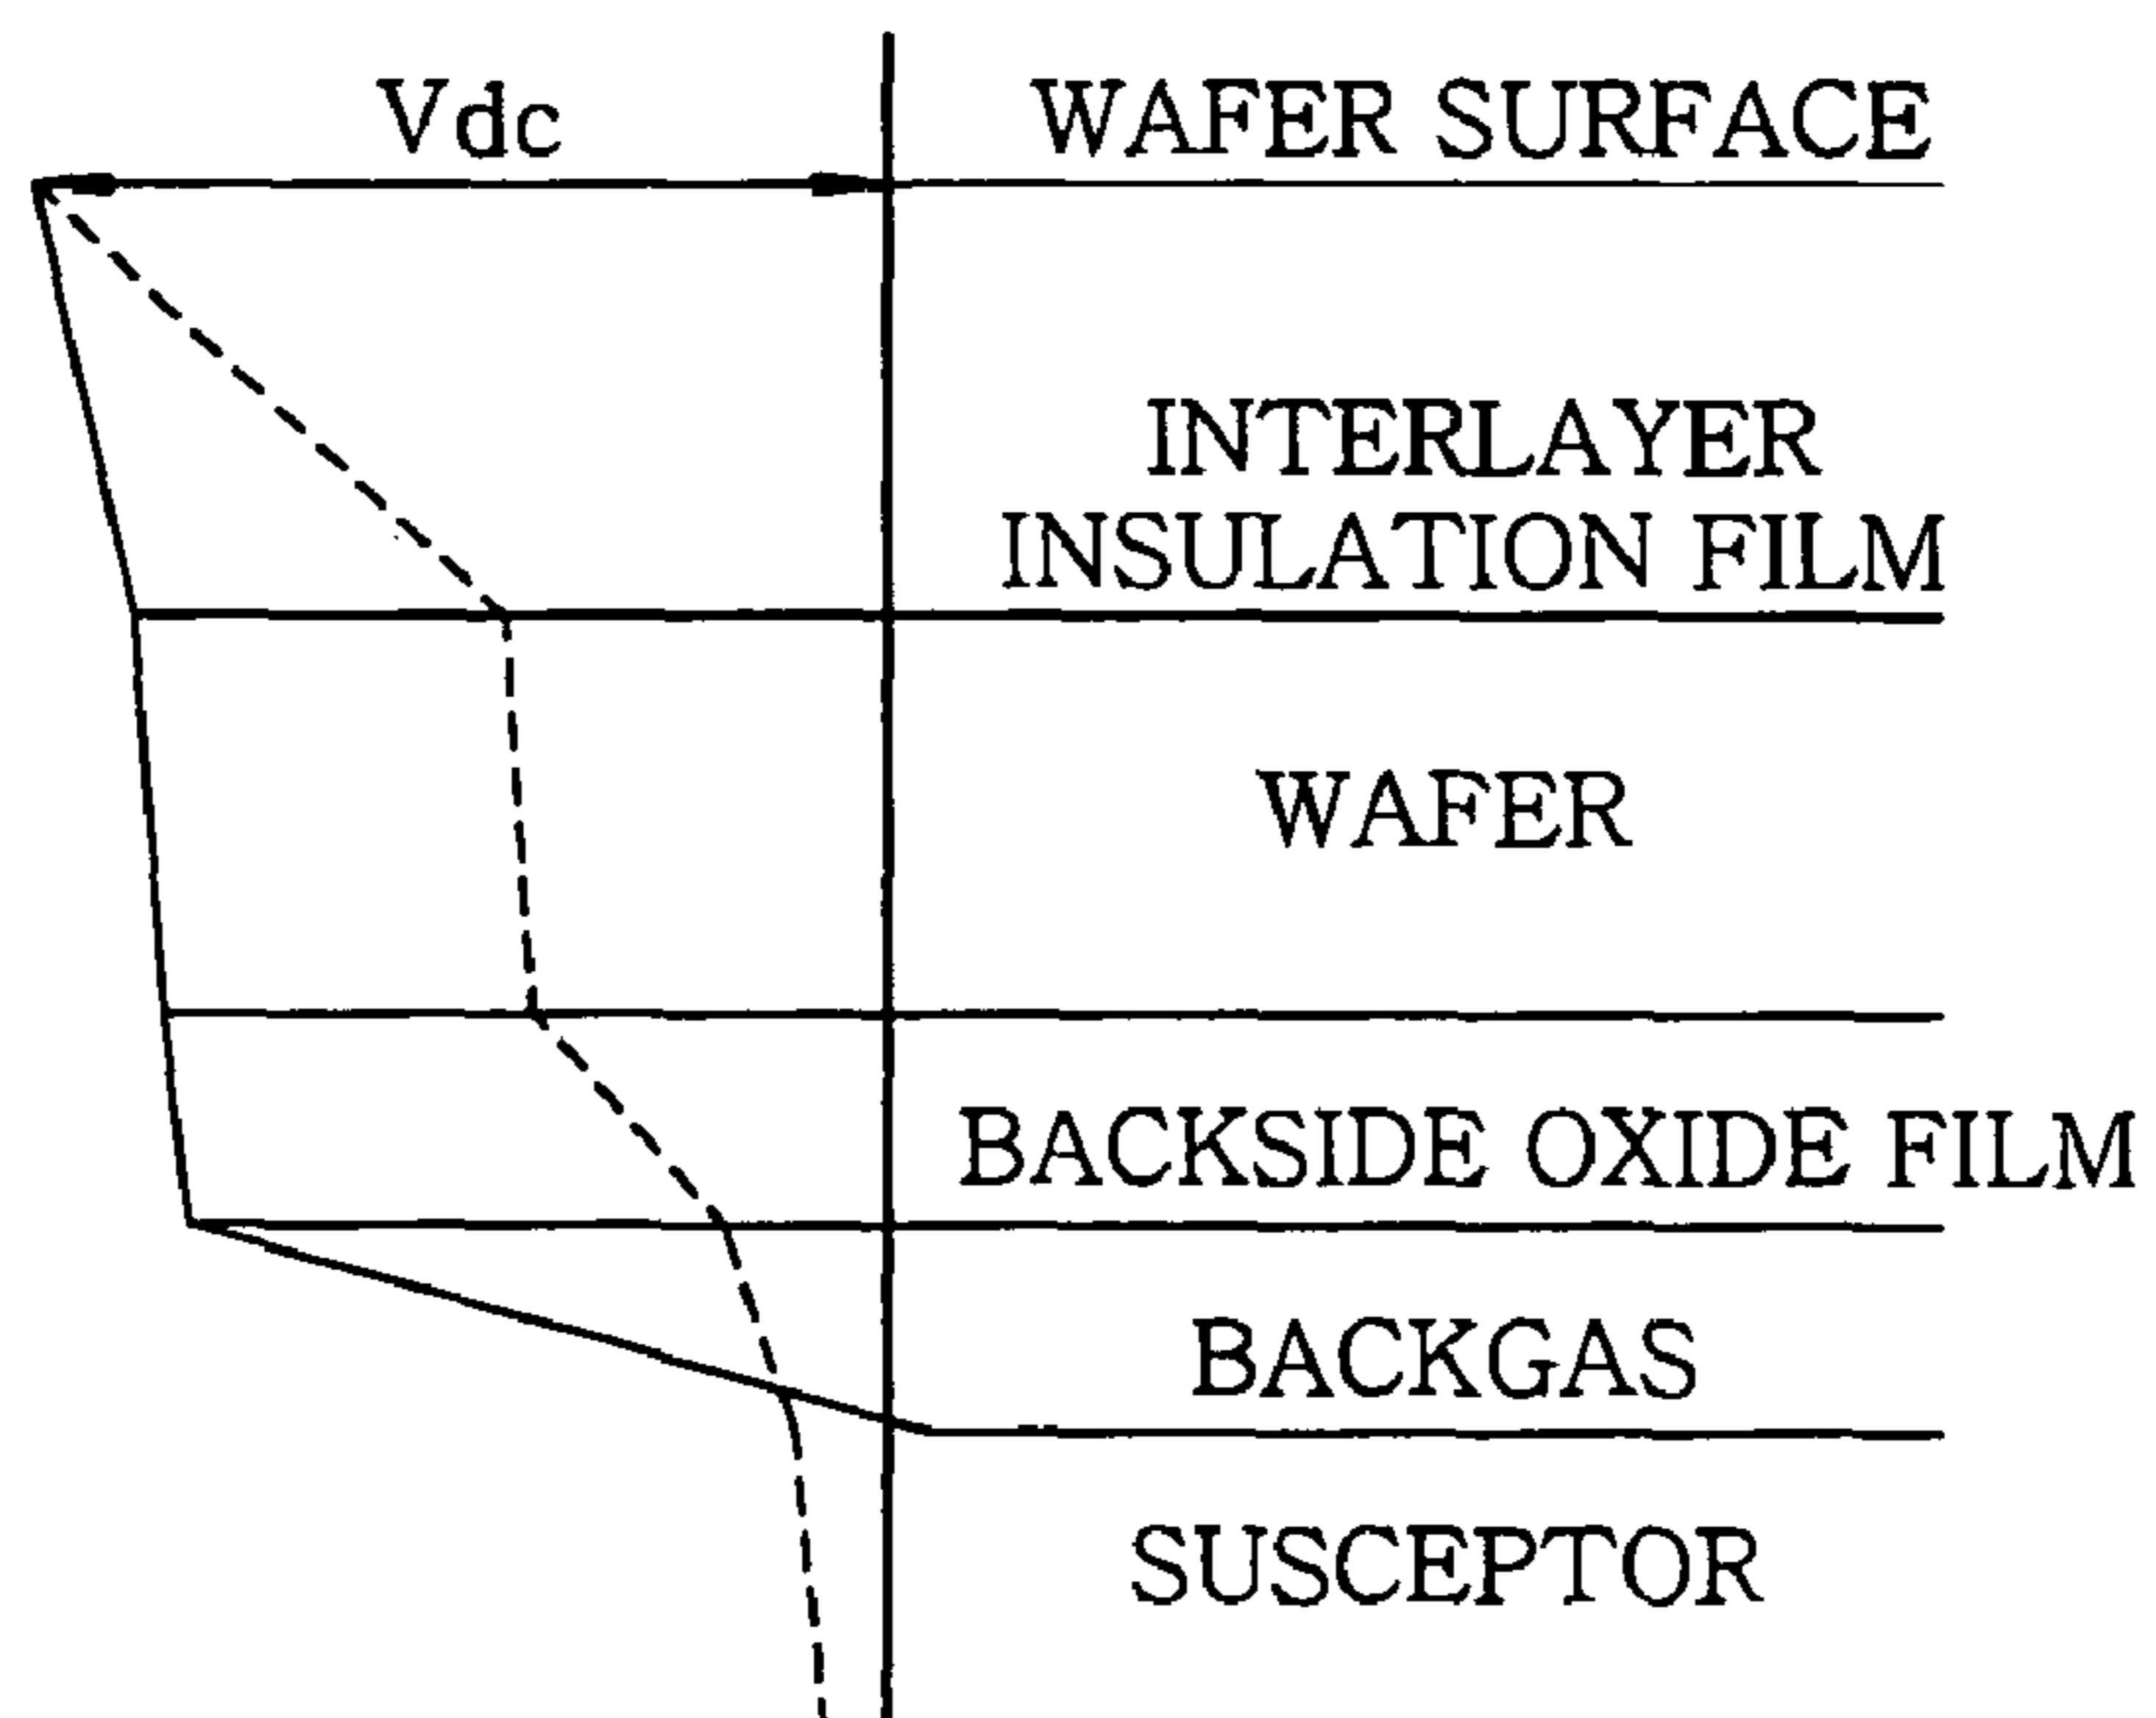 Vdc
WAFER SURFACE
INTERLAYER
INSULATION FILM
WAFER
BACKSIDE OXIDE FILM
BACKGAS
SUSCEPTOR